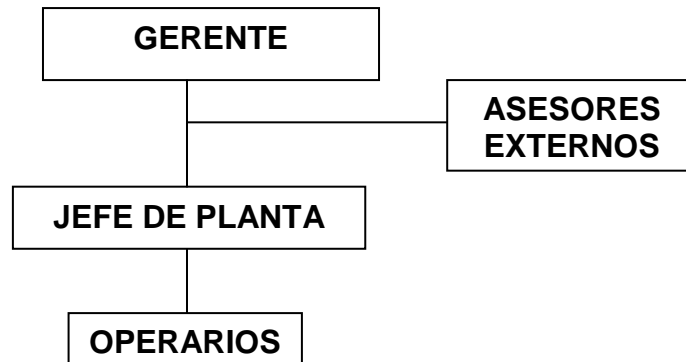 GERENTE
ASESORES
EXTERNOS
JEFE DE PLANTA
OPERARIOS